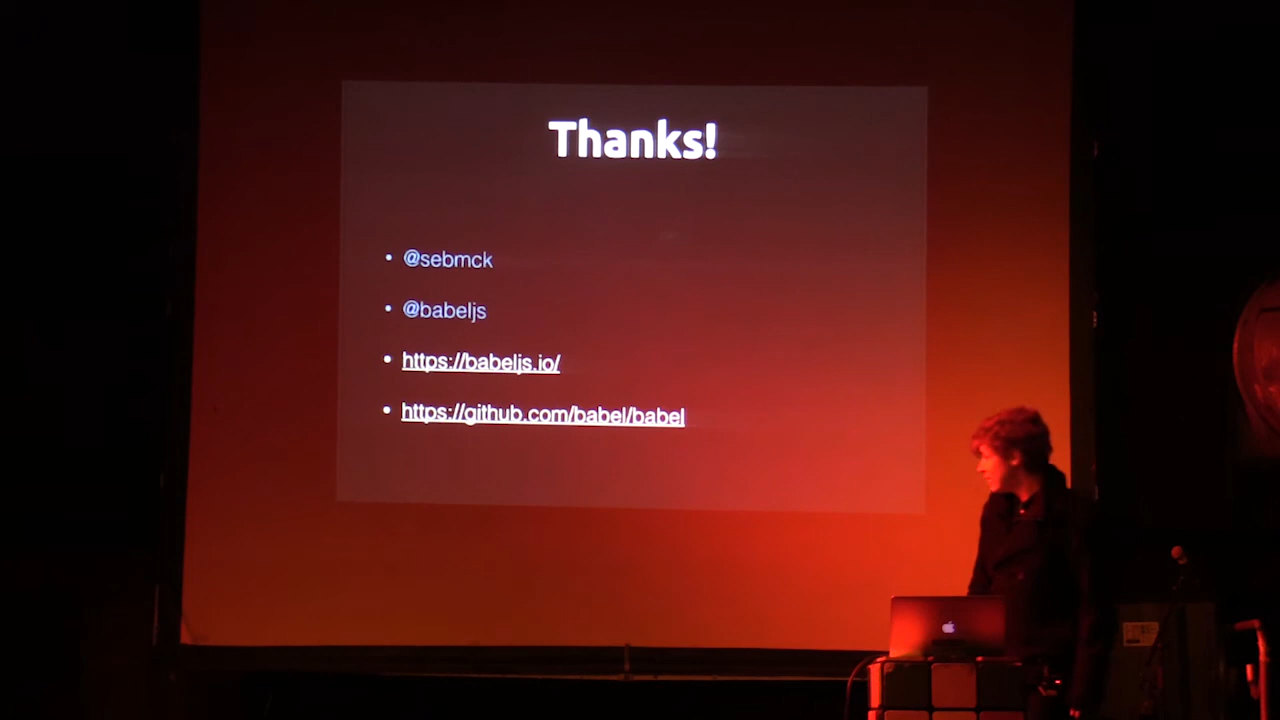 Thanks!
• @sebmck
• @babeljs
• https://babeljs.io/
• https://github.com/babel/babel